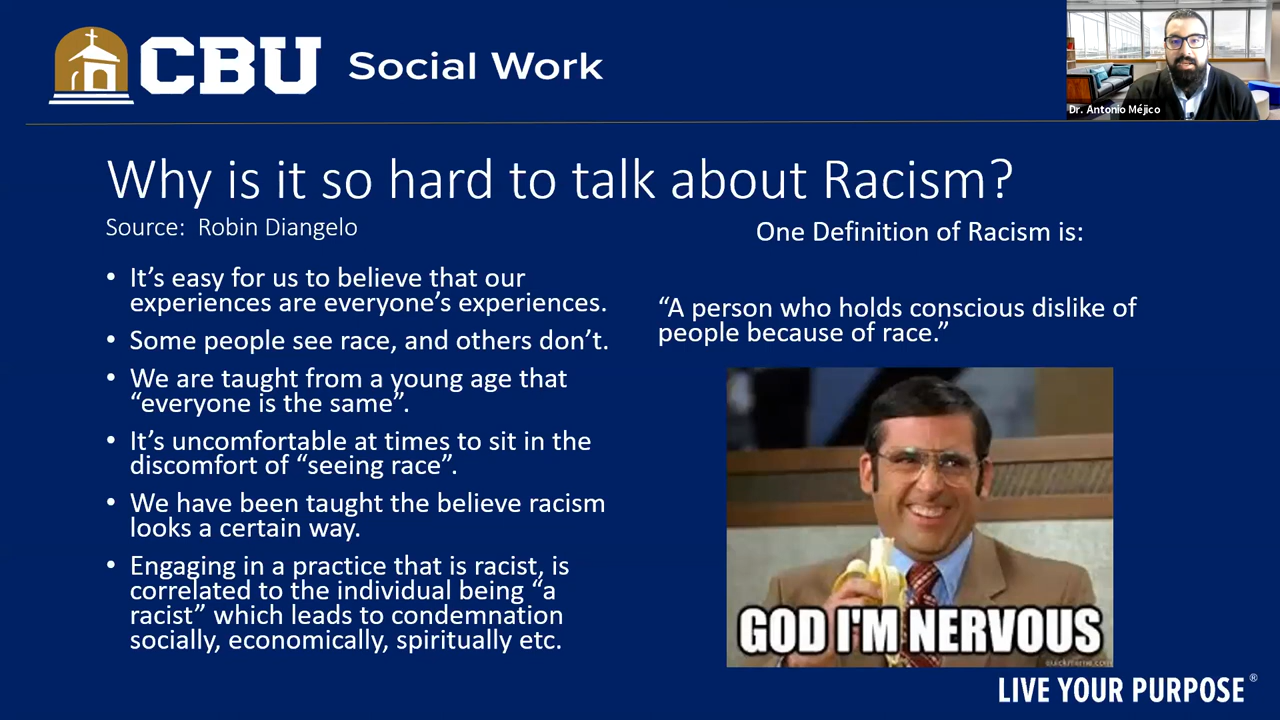 CBU Social Work
Dr. Antonio Méjico
Why is it so hard to talk about Racism?
Source: Robin Diangelo
• It's easy for us to believe that our
experiences are everyone's experiences.
• Some people see race, and others don't.
• We are taught from a young age that
“everyone is the same”.
• It's uncomfortable at times to sit in the
discomfort of “seeing race”.
• We have been taught the believe racism
looks a certain way.
• Engaging in a practice that is racist, is
correlated to the individual being “a
racist” which leads to condemnation
socially, economically, spiritually etc.
One Definition of Racism is:
“A person who holds conscious dislike of
people because of race.”
GOD I'M NERVOUS
quickmeme.com
LIVE YOUR PURPOSE®